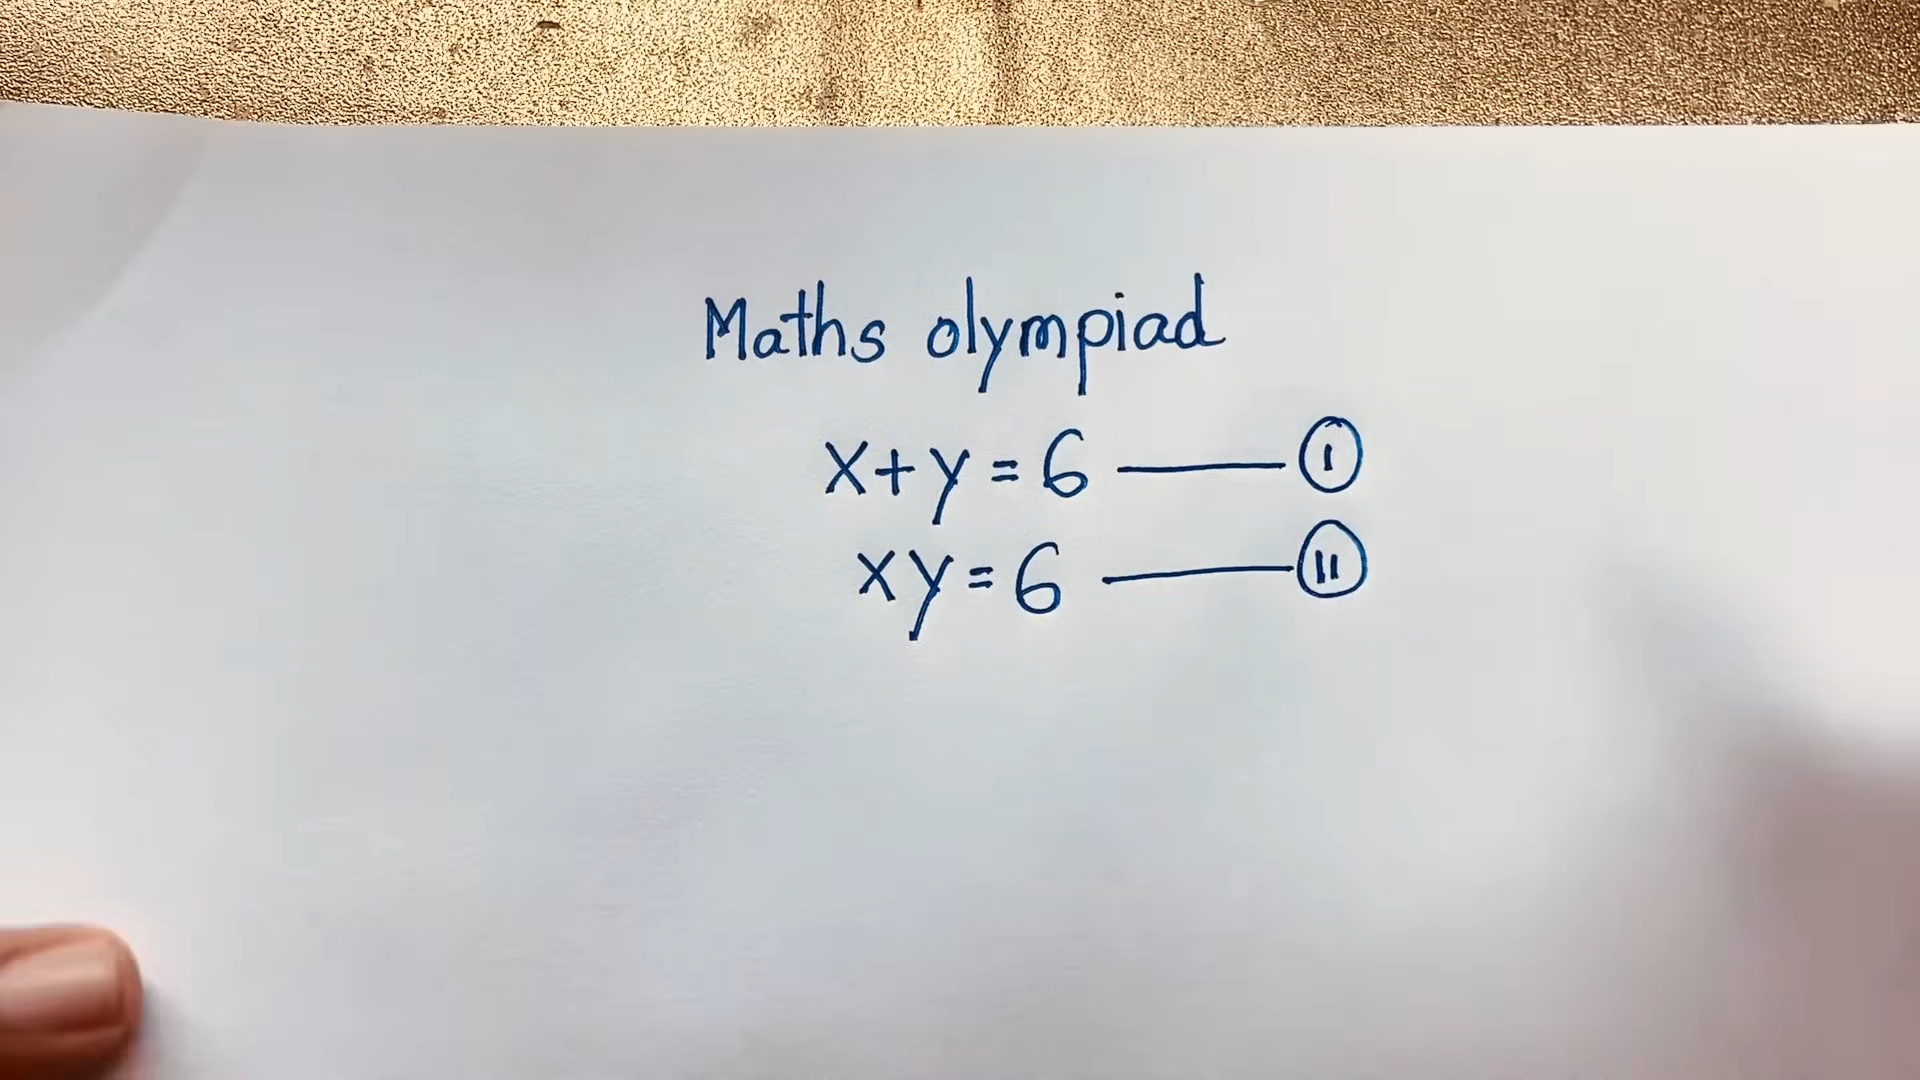 Maths olympiad
x+y=6 —— (I)
xy=6 —— (II)